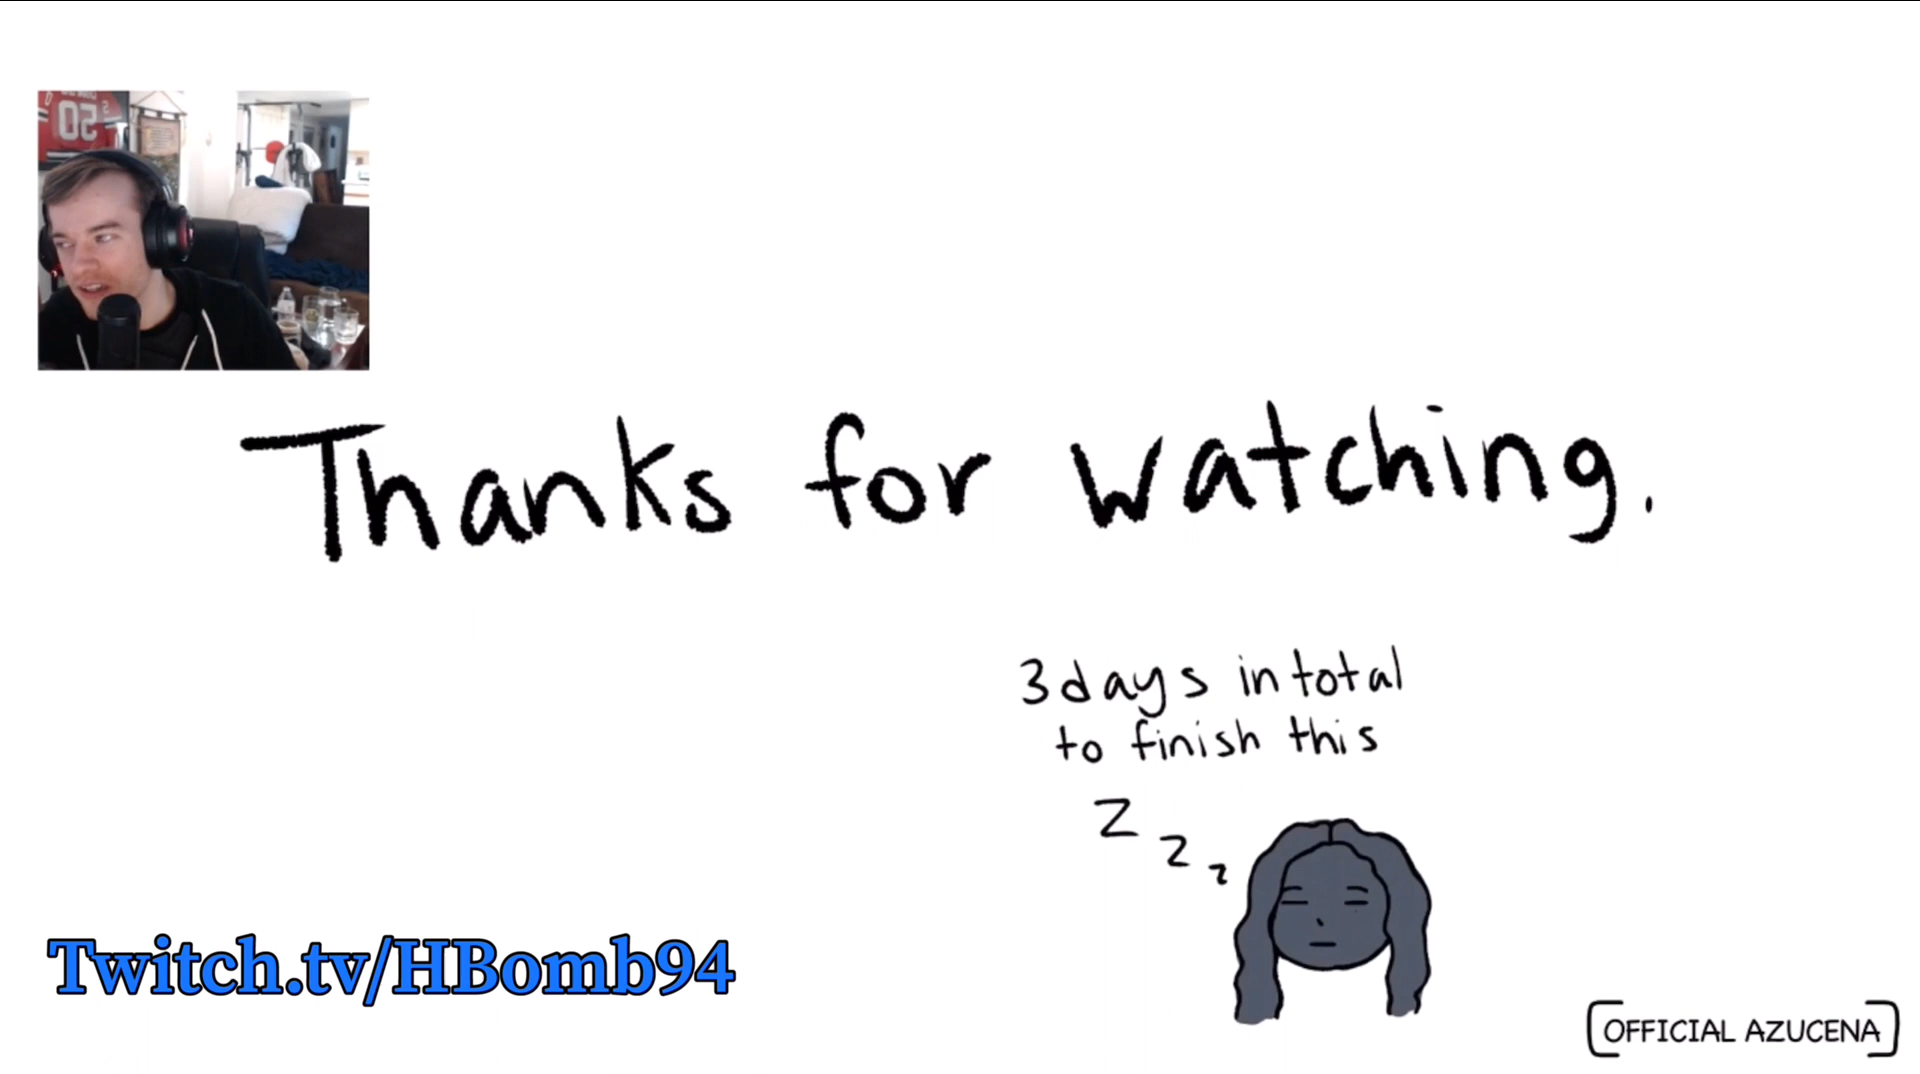 Thanks for watching.
3 days in total
to finish this
Z
z
z
Twitch.tv/HBomb94
OFFICIAL AZUCENA